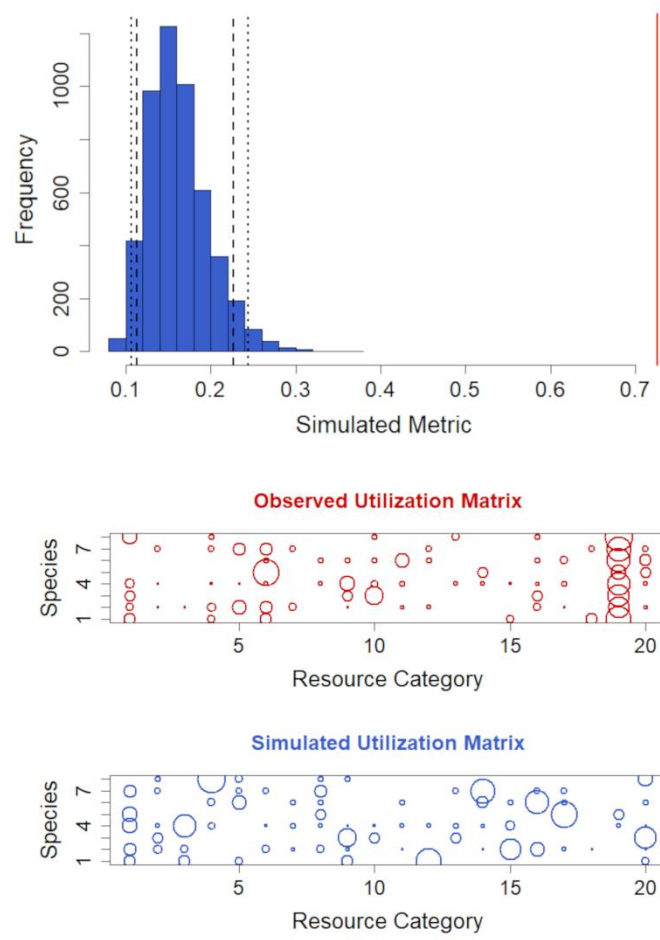 1000
600
200
0
Frequency
0.1 0.2 0.3 0.4 0.5 0.6 0.7
Simulated Metric
Observed Utilization Matrix
7
4
1
Species
5 10 15 20
Resource Category
Simulated Utilization Matrix
7
4
1
Species
5 10 15 20
Resource Category